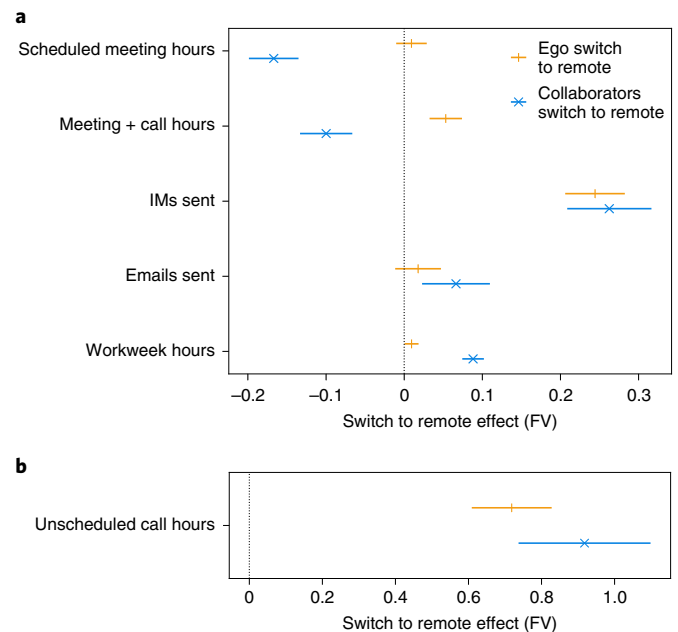 a
Scheduled meeting hours
Meeting + call hours
IMs sent
Emails sent
Workweek hours
Ego switch
to remote
Collaborators
switch to remote
−0.2 −0.1 0 0.1 0.2 0.3
Switch to remote effect (FV)
b
Unscheduled call hours
0 0.2 0.4 0.6 0.8 1.0
Switch to remote effect (FV)